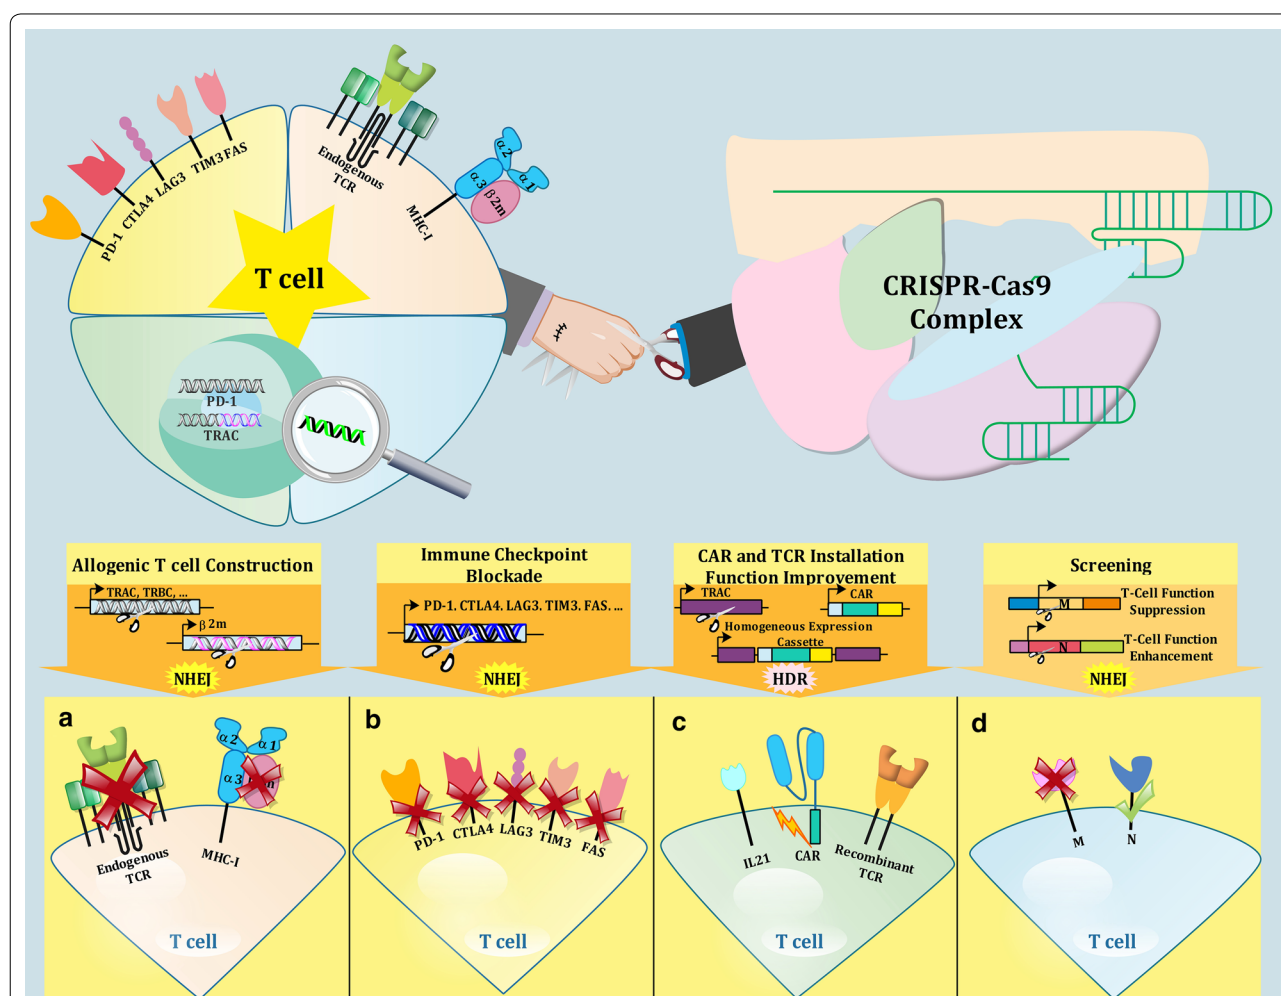 PD-1
CTLA4
LAG3
TIM3
FAS
Endogenous
TCR
MHC-I
α3
α2
α1
β2m
T cell
PD-1
TRAC
CRISPR-Cas9
Complex
Allogenic T cell Construction
TRAC, TRBC, ...
β 2m
NHEJ
Immune Checkpoint
Blockade
PD-1. CTLA4. LAG3. TIM3. FAS. ...
NHEJ
CAR and TCR Installation
Function Improvement
TRAC
CAR
Homogeneous Expression
Cassette
HDR
Screening
M
T-Cell Function
Suppression
N
T-Cell Function
Enhancement
NHEJ
a
α2
α1
α3
Endogenous
TCR
MHC-I
T cell
b
PD-1
CTLA4
LAG3
TIM3
FAS
T cell
c
IL21
CAR
Recombinant
TCR
T cell
d
M
N
T cell